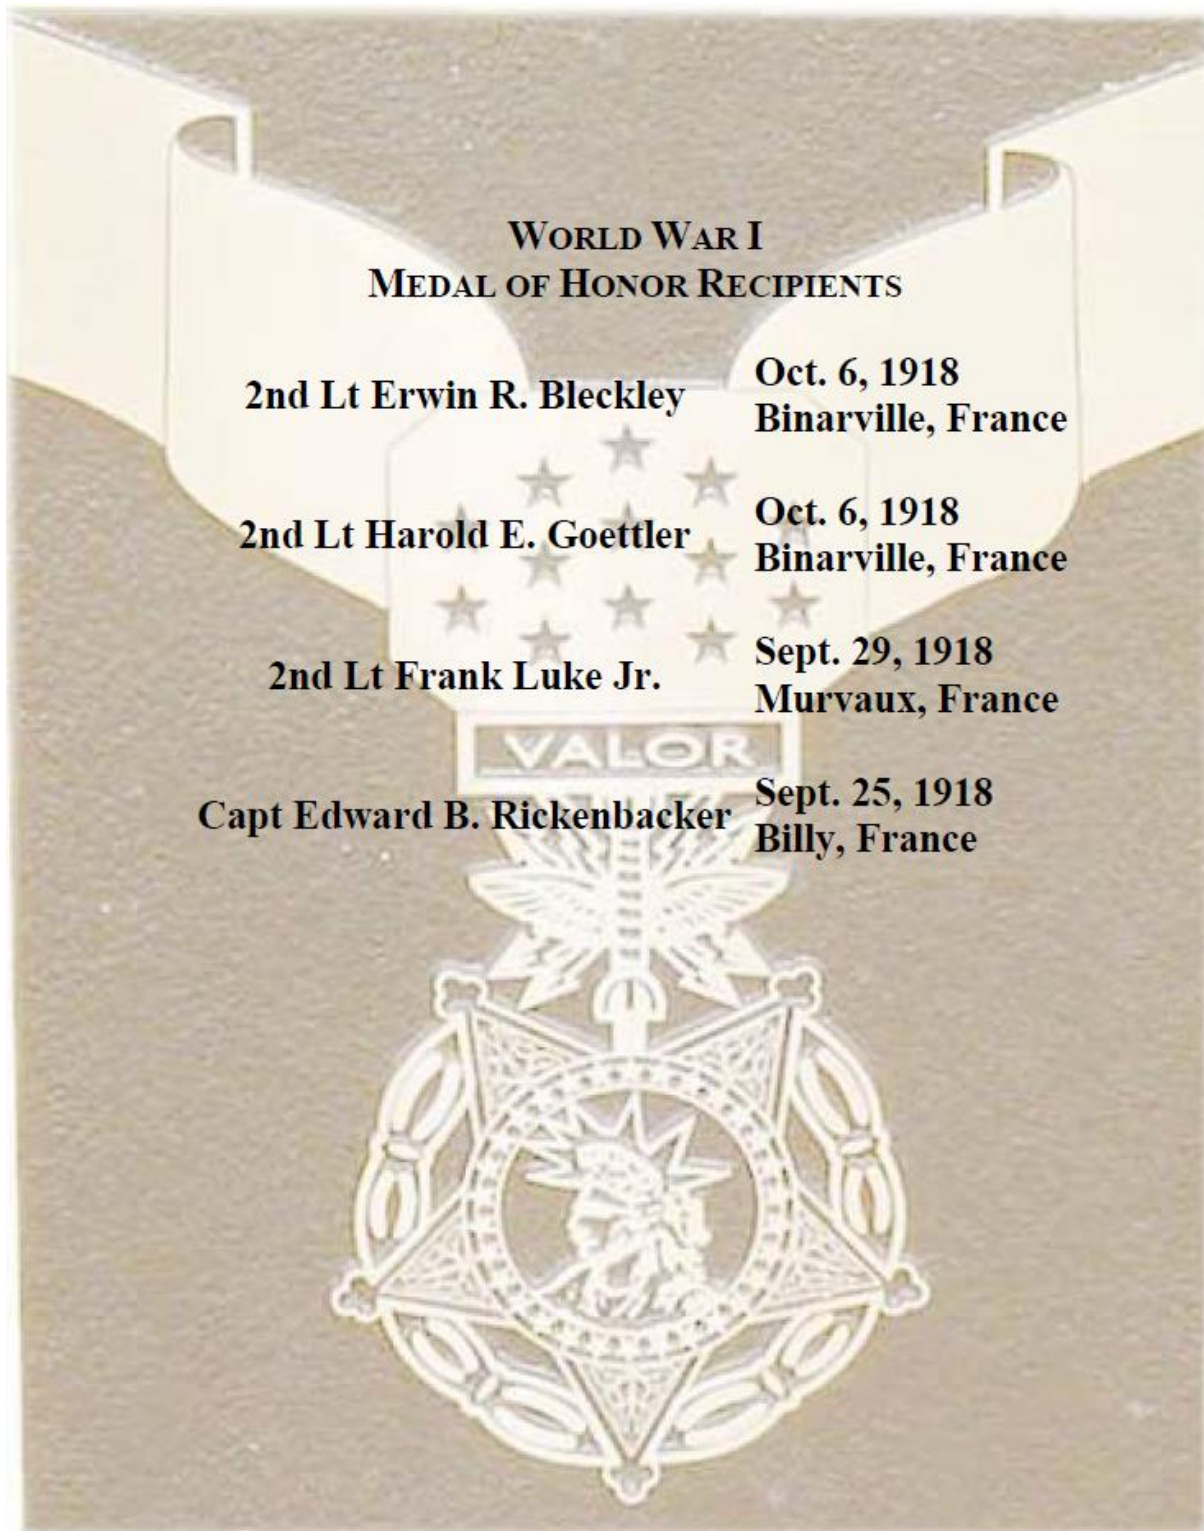 WORLD WAR I
MEDAL OF HONOR RECIPIENTS
2nd Lt Erwin R. Bleckley
Oct. 6, 1918
Binarville, France
2nd Lt Harold E. Goettler
Oct. 6, 1918
Binarville, France
2nd Lt Frank Luke Jr.
Sept. 29, 1918
Murvaux, France
VALOR
Capt Edward B. Rickenbacker
Sept. 25, 1918
Billy, France